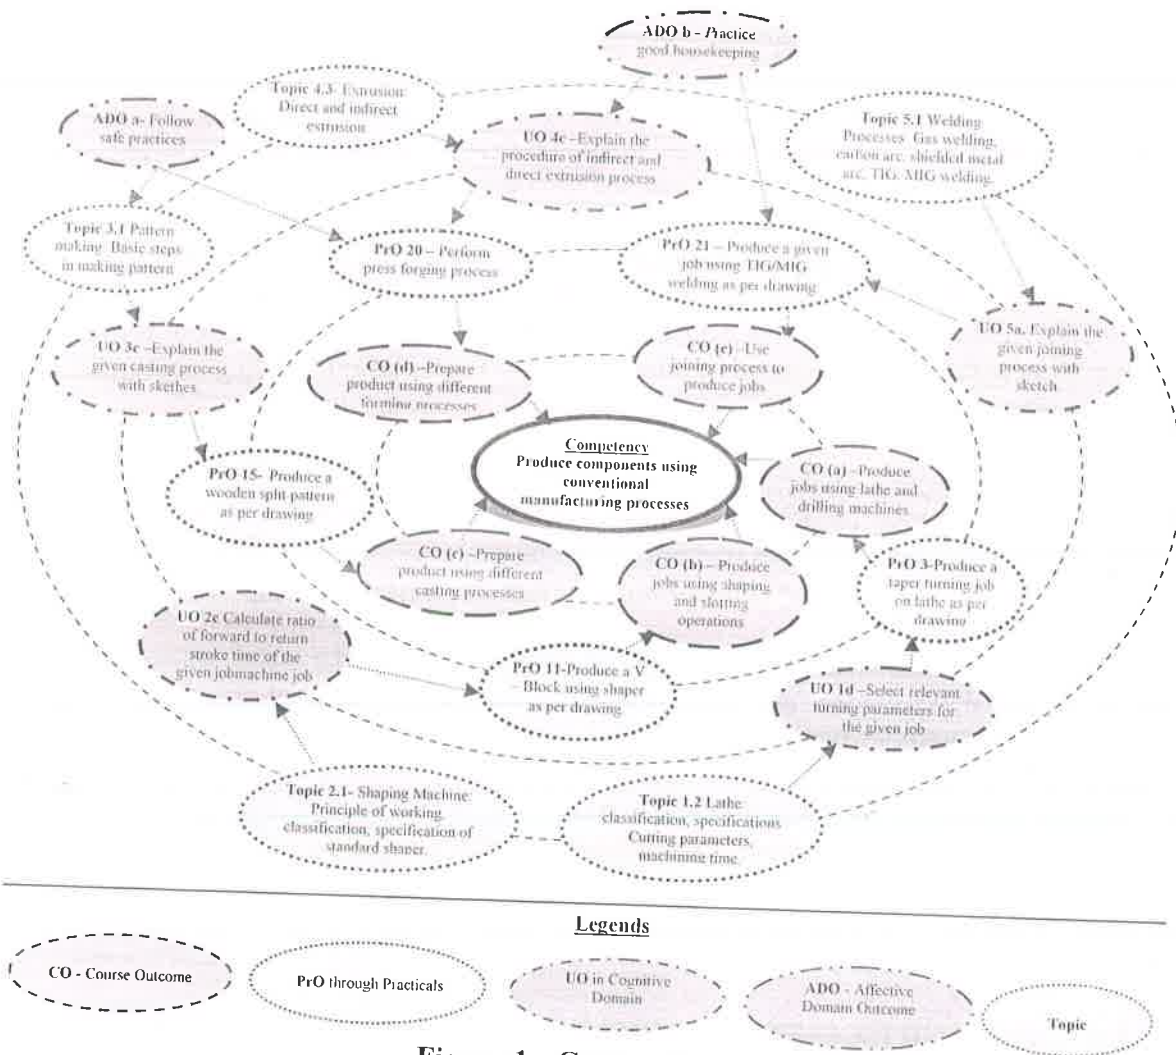 ADO b - Practice
good housekeeping
Topic 4.3- Extrusion:
Direct and indirect
extrusion
ADO a- Follow
safe practices
UO 4c –Explain the
procedure of indirect and
direct extrusion process
Topic 5.1 Welding
Processes Gas welding,
carbon arc, shielded metal
arc, TIG, MIG welding,
Topic 3.1 Pattern
making: Basic steps
in making pattern
PrO 20 – Perform
press forging process
PrO 21 – Produce a given
job using TIG/MIG
welding as per drawing
UO 3c –Explain the
given casting process
with skethes
UO 5a. Explain the
given joining
process with
sketch
CO (d) –Prepare
product using different
forming processes
CO (e) –Use
joining process to
produce jobs
Competency
Produce components using
conventional
manufacturing processes
CO (a) –Produce
jobs using lathe and
drilling machines
PrO 15- Produce a
wooden split pattern
as per drawing
CO (c) –Prepare
product using different
casting processes
CO (b) – Produce
jobs using shaping
and slotting
operations
PrO 3-Produce a
taper turning job
on lathe as per
drawing
UO 2c Calculate ratio
of forward to return
stroke time of the
given jobmachine job
PrO 11-Produce a V
– Block using shaper
as per drawing
UO 1d –Select relevant
turning parameters for
the given job
Topic 2.1- Shaping Machine:
Principle of working,
classification, specification of
standard shaper.
Topic 1.2 Lathe
classification, specifications
Cutting parameters,
machining time
Legends
CO - Course Outcome
PrO through Practicals
UO in Cognitive
Domain
ADO - Affective
Domain Outcome
Topic